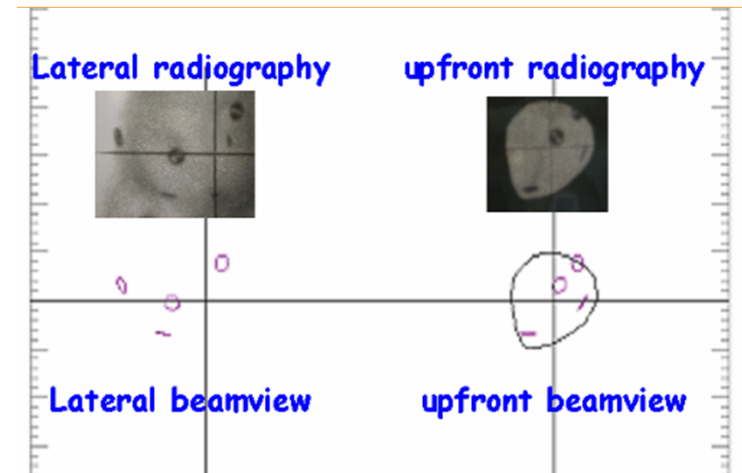 Lateral radiography
upfront radiography
Lateral beamview
upfront beamview